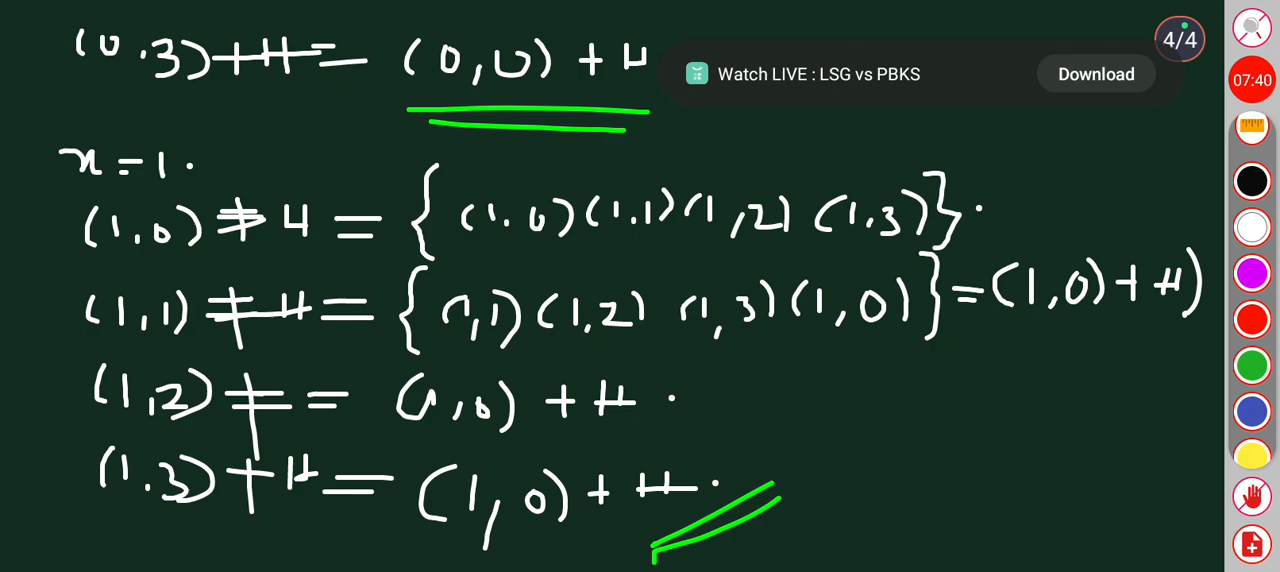 (0,3)+H = (0,0)+H
4/4
Watch LIVE : LSG vs PBKS
Download
07:40
x=1.
(1,0)+H = {(1,0)(1,1)(1,2)(1,3)}.
(1,1)+H = {(1,1)(1,2)(1,3)(1,0)} = (1,0)+H)
(1,2)+ = (1,0)+H.
(1,3)+H = (1,0)+H.